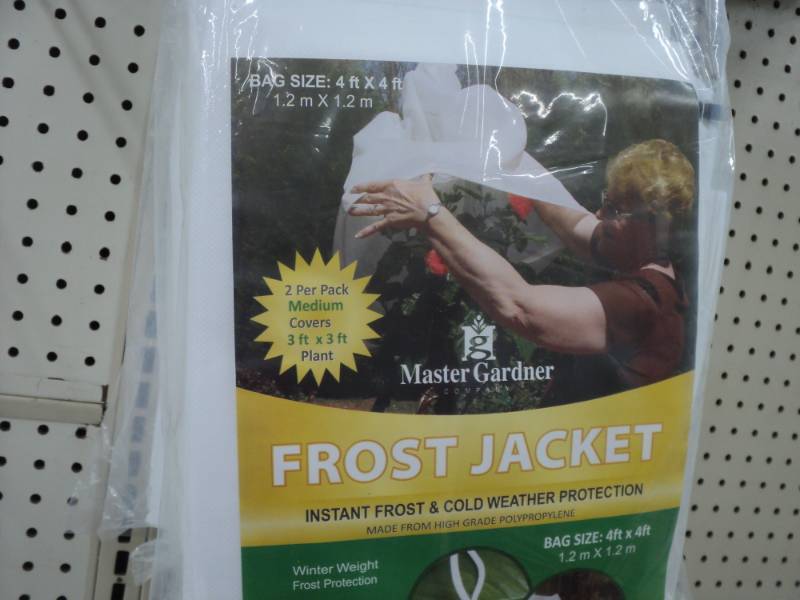 BAG SIZE: 4 ft X 4 ft
1.2 m X 1.2 m
2 Per Pack
Medium
Covers
3 ft x 3 ft
Plant
g
Master Gardner
COMPANY
FROST JACKET
INSTANT FROST & COLD WEATHER PROTECTION
MADE FROM HIGH GRADE POLYPROPYLENE
BAG SIZE: 4ft x 4ft
1.2 m X 1.2 m
Winter Weight
Frost Protection